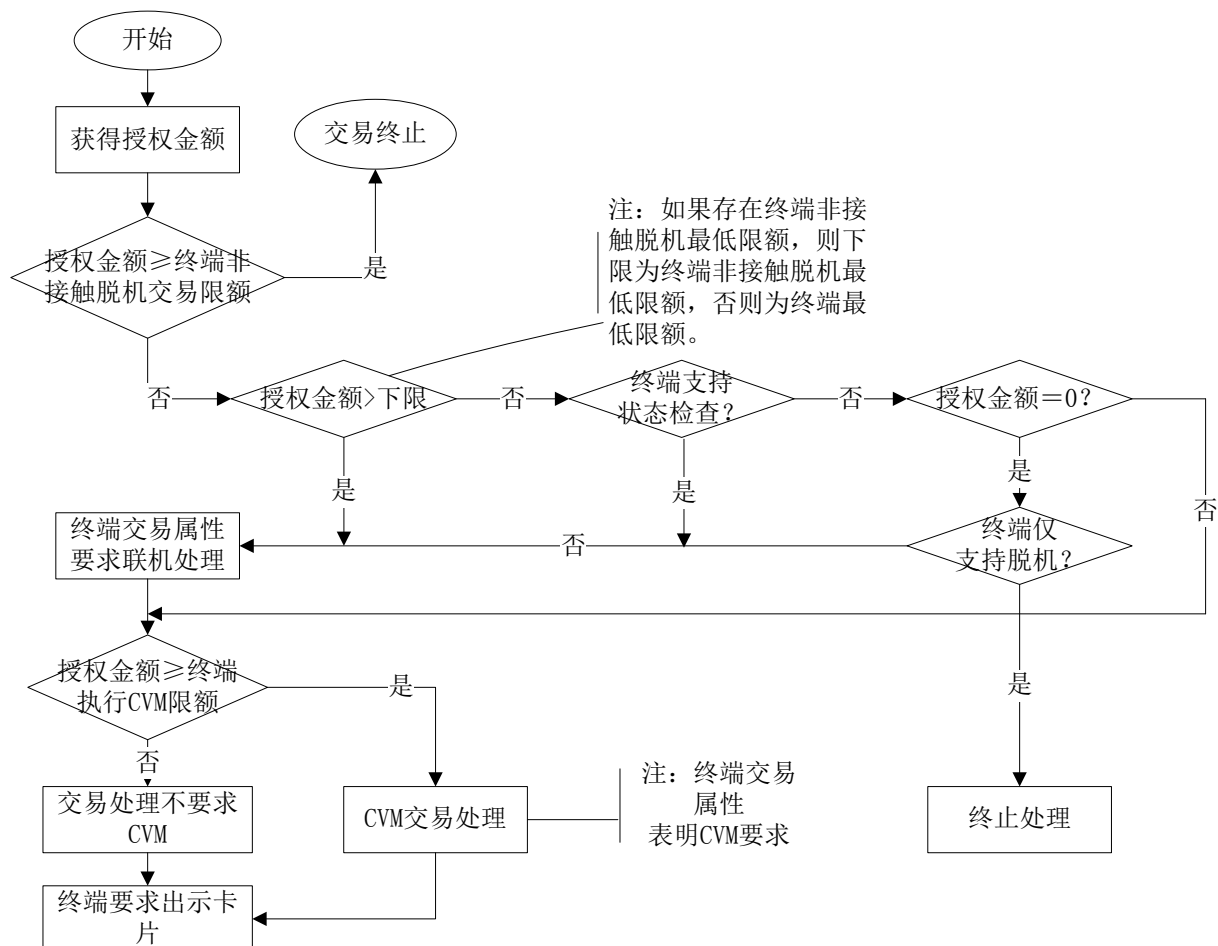 开始
获得授权金额
交易终止
注：如果存在终端非接
触脱机最低限额，则下
限为终端非接触脱机最
低限额，否则为终端最
低限额。
授权金额≥终端非
接触脱机交易限额
是
否
授权金额>下限
否
终端支持
状态检查？
否
授权金额＝0？
是
是
是
否
终端交易属性
要求联机处理
否
终端仅
支持脱机？
授权金额≥终端
执行CVM限额
是
是
否
交易处理不要求
CVM
CVM交易处理
注：终端交易
属性
表明CVM要求
终止处理
终端要求出示卡
片